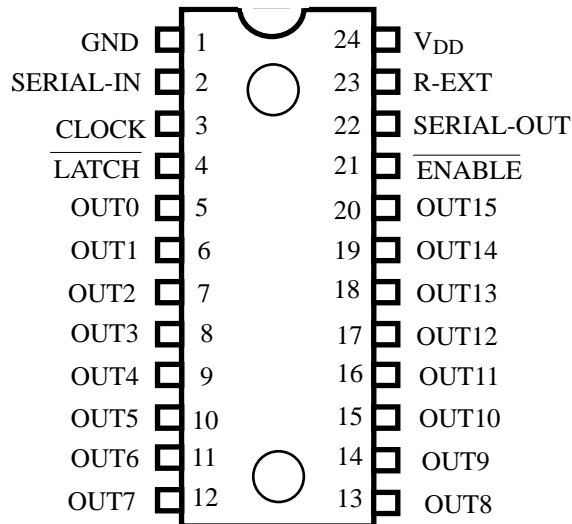 GND 1 24 VDD
SERIAL-IN 2 23 R-EXT
CLOCK 3 22 SERIAL-OUT
LATCH 4 21 ENABLE
OUT0 5 20 OUT15
OUT1 6 19 OUT14
OUT2 7 18 OUT13
OUT3 8 17 OUT12
OUT4 9 16 OUT11
OUT5 10 15 OUT10
OUT6 11 14 OUT9
OUT7 12 13 OUT8